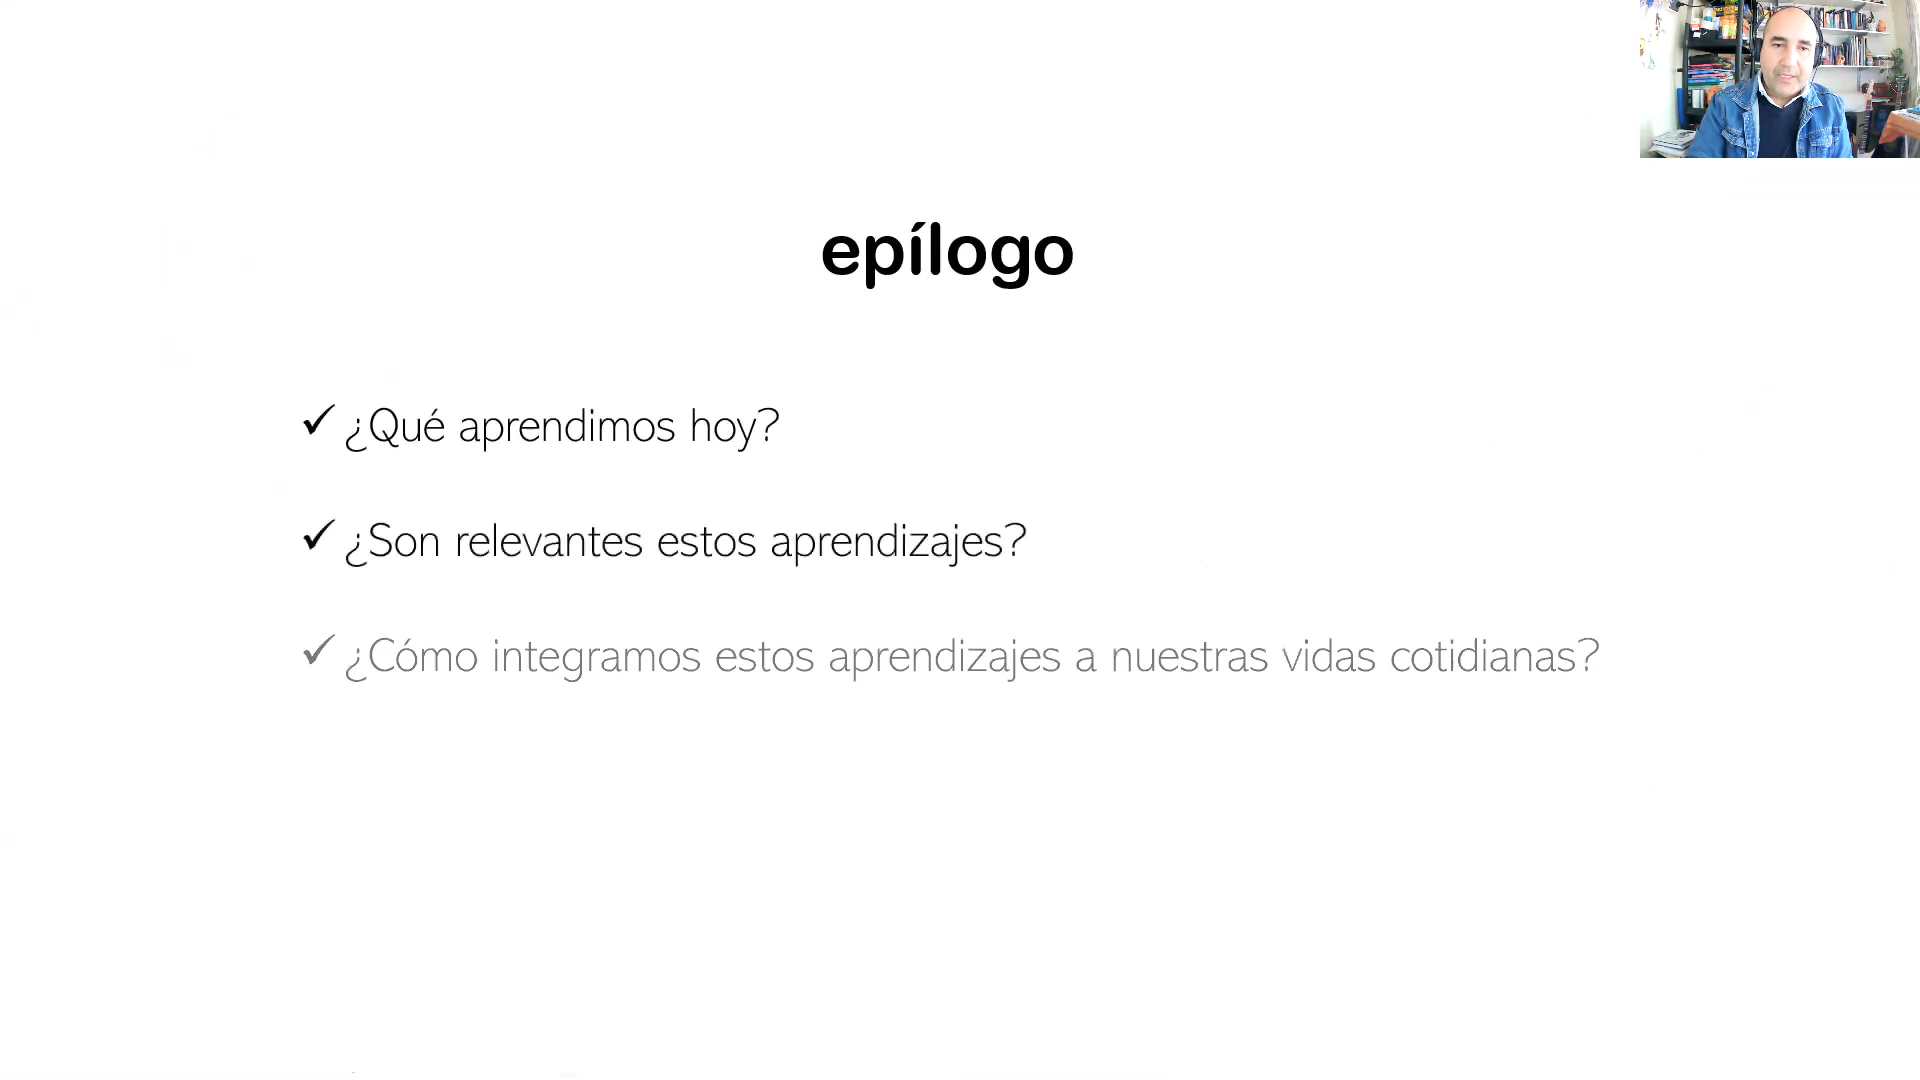 epílogo
✓ ¿Qué aprendimos hoy?
✓ ¿Son relevantes estos aprendizajes?
✓ ¿Cómo integramos estos aprendizajes a nuestras vidas cotidianas?